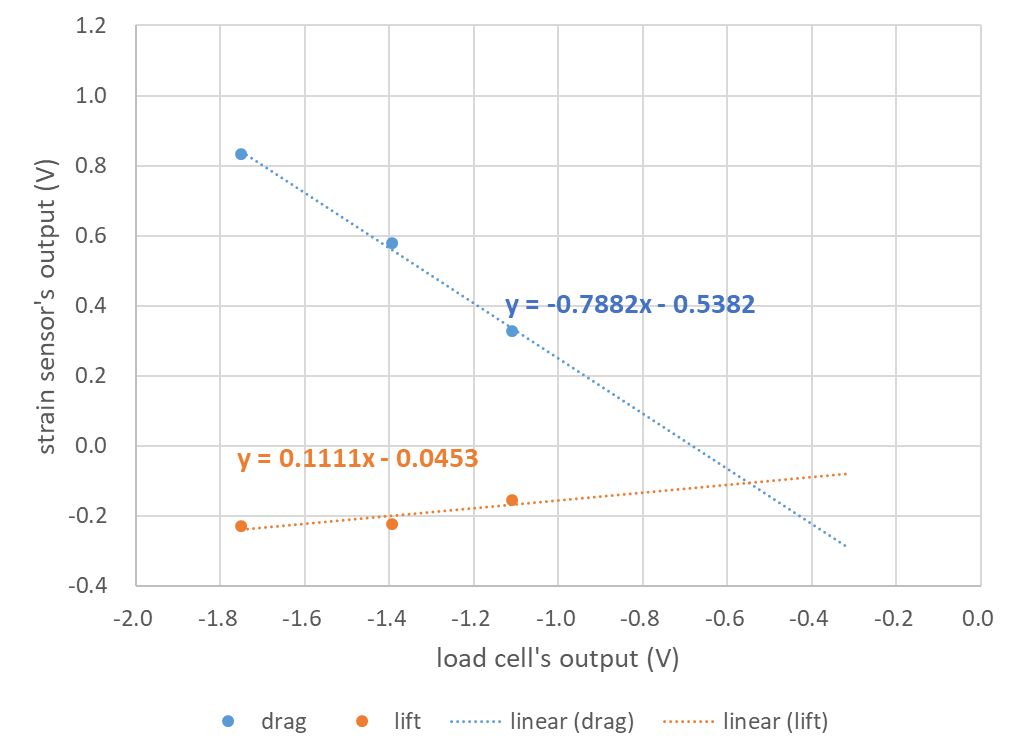 1.2
1.0
0.8
0.6
0.4
0.2
0.0
-0.2
-0.4
strain sensor's output (V)
y = -0.7882x - 0.5382
y = 0.1111x - 0.0453
-2.0 -1.8 -1.6 -1.4 -1.2 -1.0 -0.8 -0.6 -0.4 -0.2 0.0
load cell's output (V)
drag lift linear (drag) linear (lift)